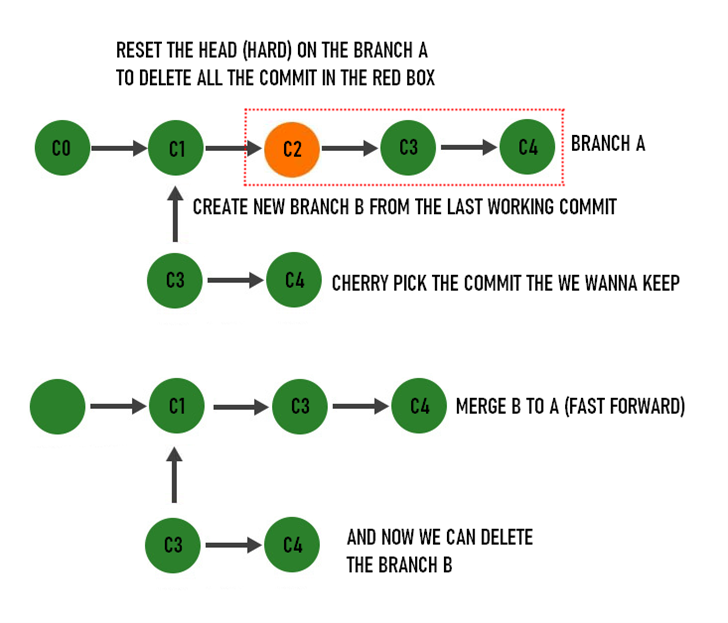 RESET THE HEAD (HARD) ON THE BRANCH A
TO DELETE ALL THE COMMIT IN THE RED BOX
C0 C1 C2 C3 C4 BRANCH A
CREATE NEW BRANCH B FROM THE LAST WORKING COMMIT
C3 C4 CHERRY PICK THE COMMIT THE WE WANNA KEEP
C1 C3 C4 MERGE B TO A (FAST FORWARD)
C3 C4 AND NOW WE CAN DELETE
THE BRANCH B